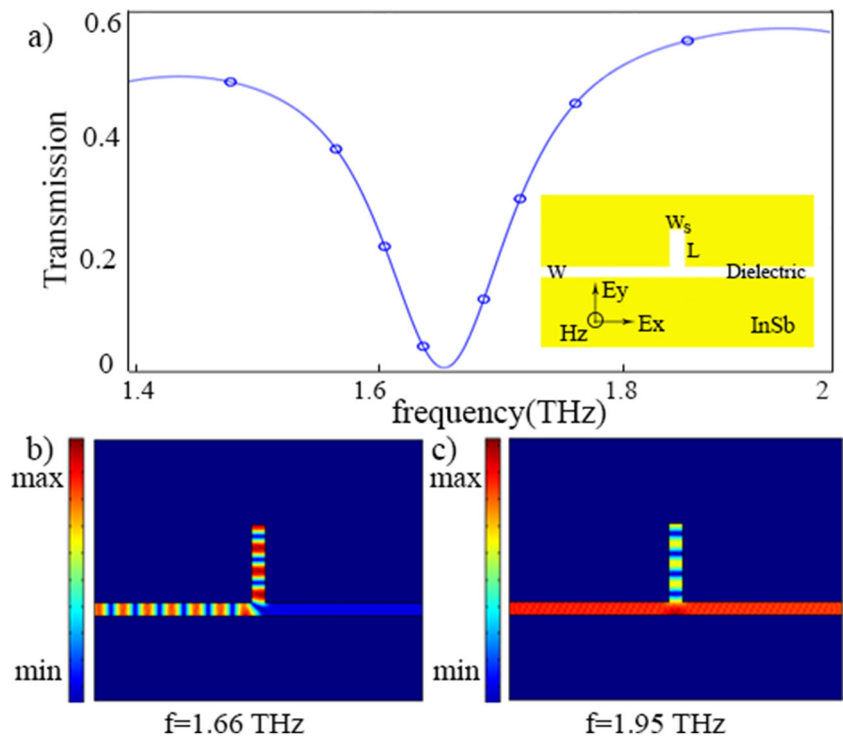 a)
0.6
0.4
0.2
0
Transmission
1.4
1.6
1.8
2
frequency(THz)
Ws
L
W
Dielectric
Ey
Hz
Ex
InSb
b)
max
min
f=1.66 THz
c)
max
min
f=1.95 THz